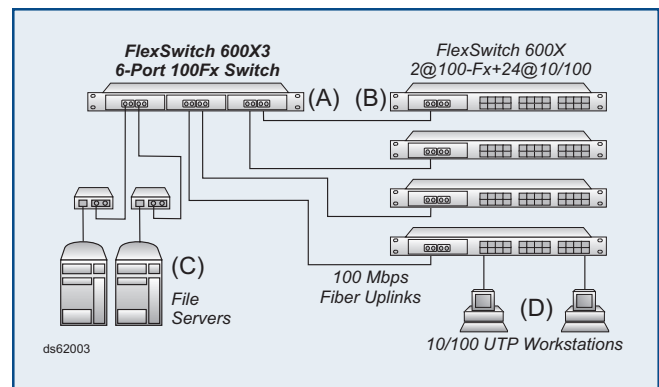 FlexSwitch 600X3
6-Port 100Fx Switch
FlexSwitch 600X
2@100-Fx+24@10/100
(A)
(B)
(C)
File
Servers
100 Mbps
Fiber Uplinks
(D)
10/100 UTP Workstations
ds62003